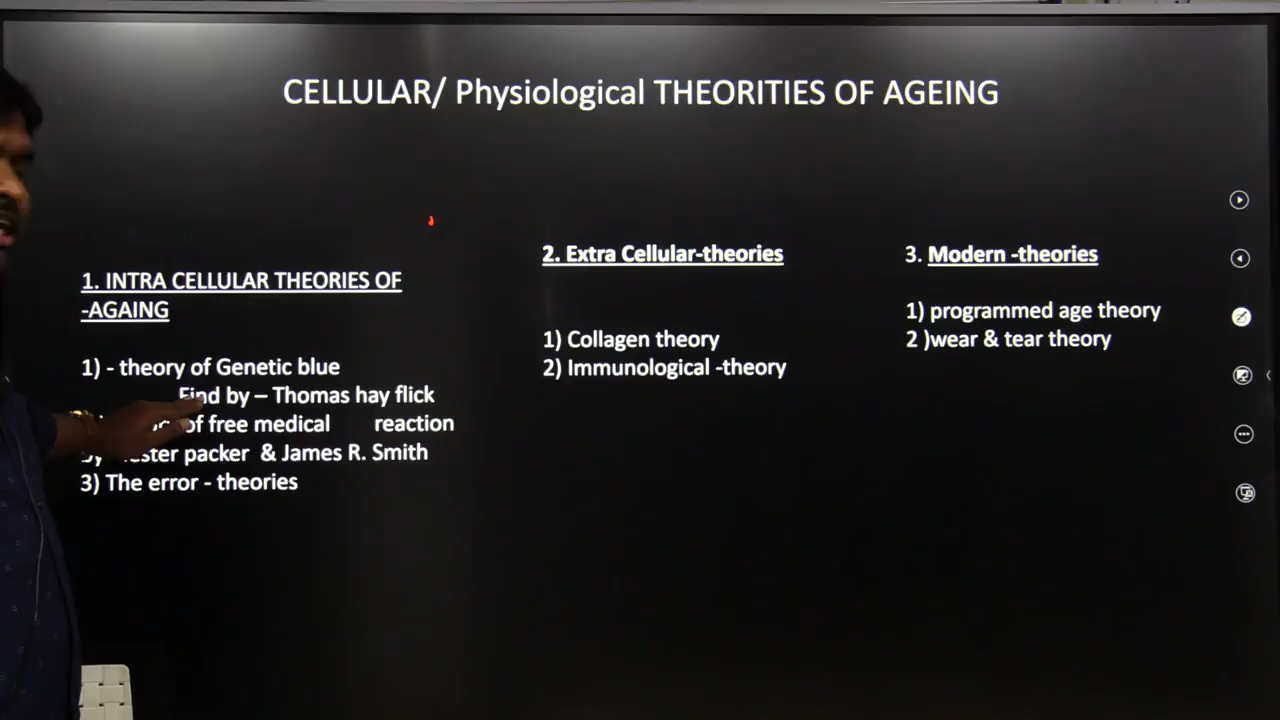 CELLULAR/ Physiological THEORITIES OF AGEING
1. INTRA CELLULAR THEORIES OF
-AGAING
1) - theory of Genetic blue
Find by – Thomas hay flick
of free medical reaction
packer & James R. Smith
3) The error - theories
2. Extra Cellular-theories
1) Collagen theory
2) Immunological -theory
3. Modern -theories
1) programmed age theory
2 )wear & tear theory